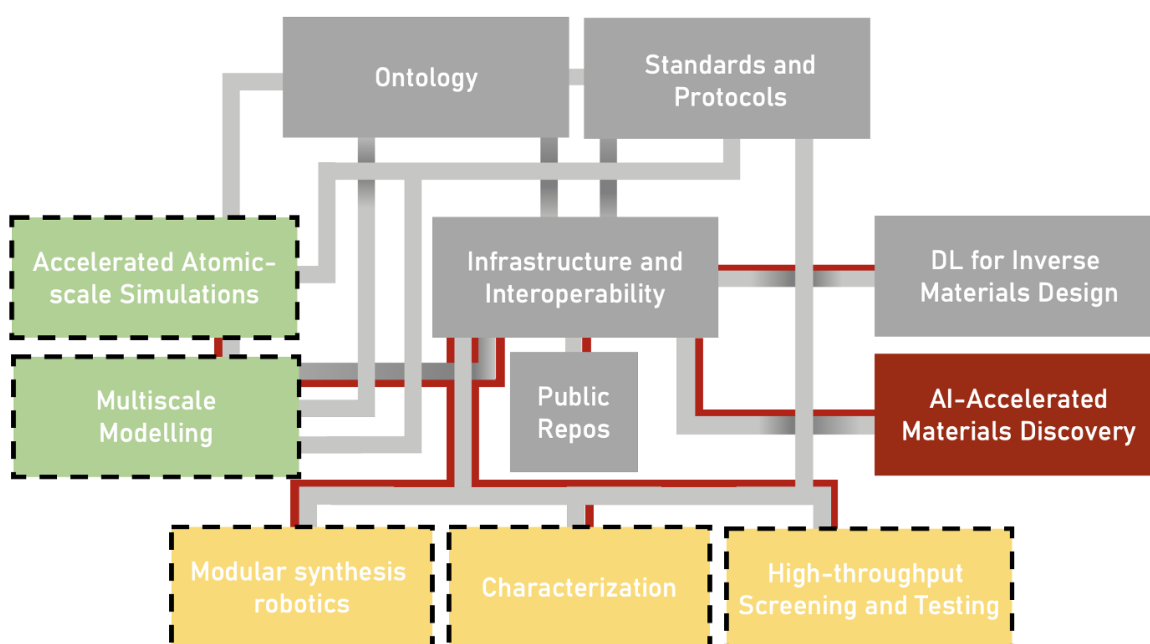 Ontology
Standards and
Protocols
Accelerated Atomic-
scale Simulations
Infrastructure and
Interoperability
DL for Inverse
Materials Design
Multiscale
Modelling
Public
Repos
AI-Accelerated
Materials Discovery
Modular synthesis
robotics
Characterization
High-throughput
Screening and Testing